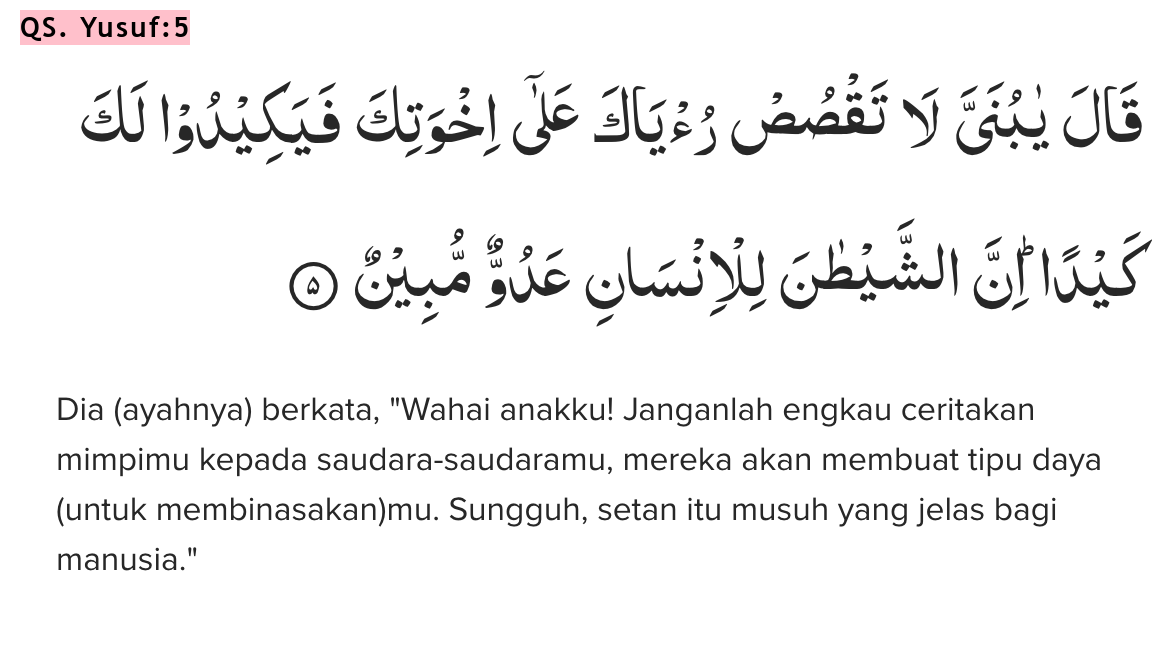 QS. Yusuf:5
قَالَ يٰبُنَيَّ لَا تَقْصُصْ رُءْيَاكَ عَلٰٓى اِخْوَتِكَ فَيَكِيْدُوْا لَكَ
كَيْدًا ۗاِنَّ الشَّيْطٰنَ لِلْاِنْسَانِ عَدُوٌّ مُّبِيْنٌ ۝٥
Dia (ayahnya) berkata, "Wahai anakku! Janganlah engkau ceritakan
mimpimu kepada saudara-saudaramu, mereka akan membuat tipu daya
(untuk membinasakan)mu. Sungguh, setan itu musuh yang jelas bagi
manusia."